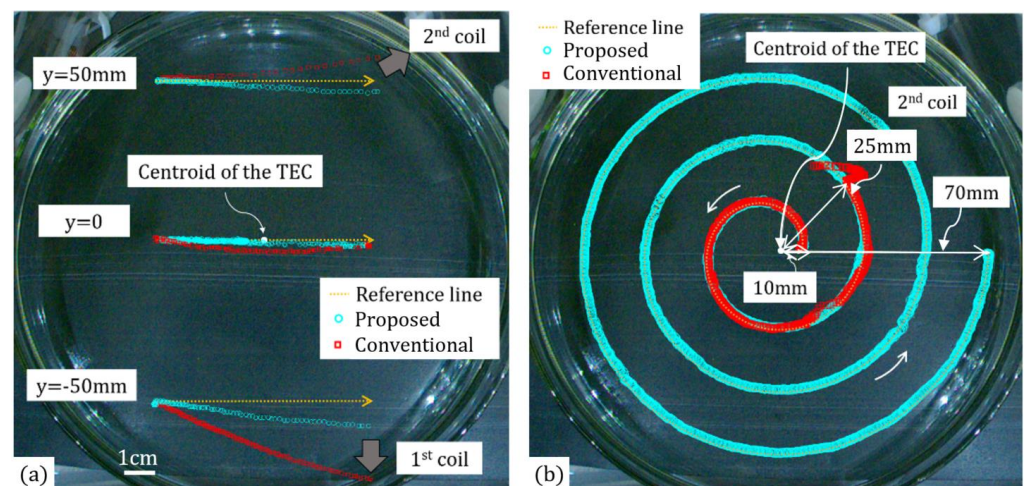 y=50mm
2nd coil
Centroid of the TEC
y=0
Reference line
Proposed
Conventional
y=-50mm
1cm
1st coil
(a)
Reference line
Proposed
Conventional
Centroid of the TEC
2nd coil
25mm
70mm
10mm
(b)